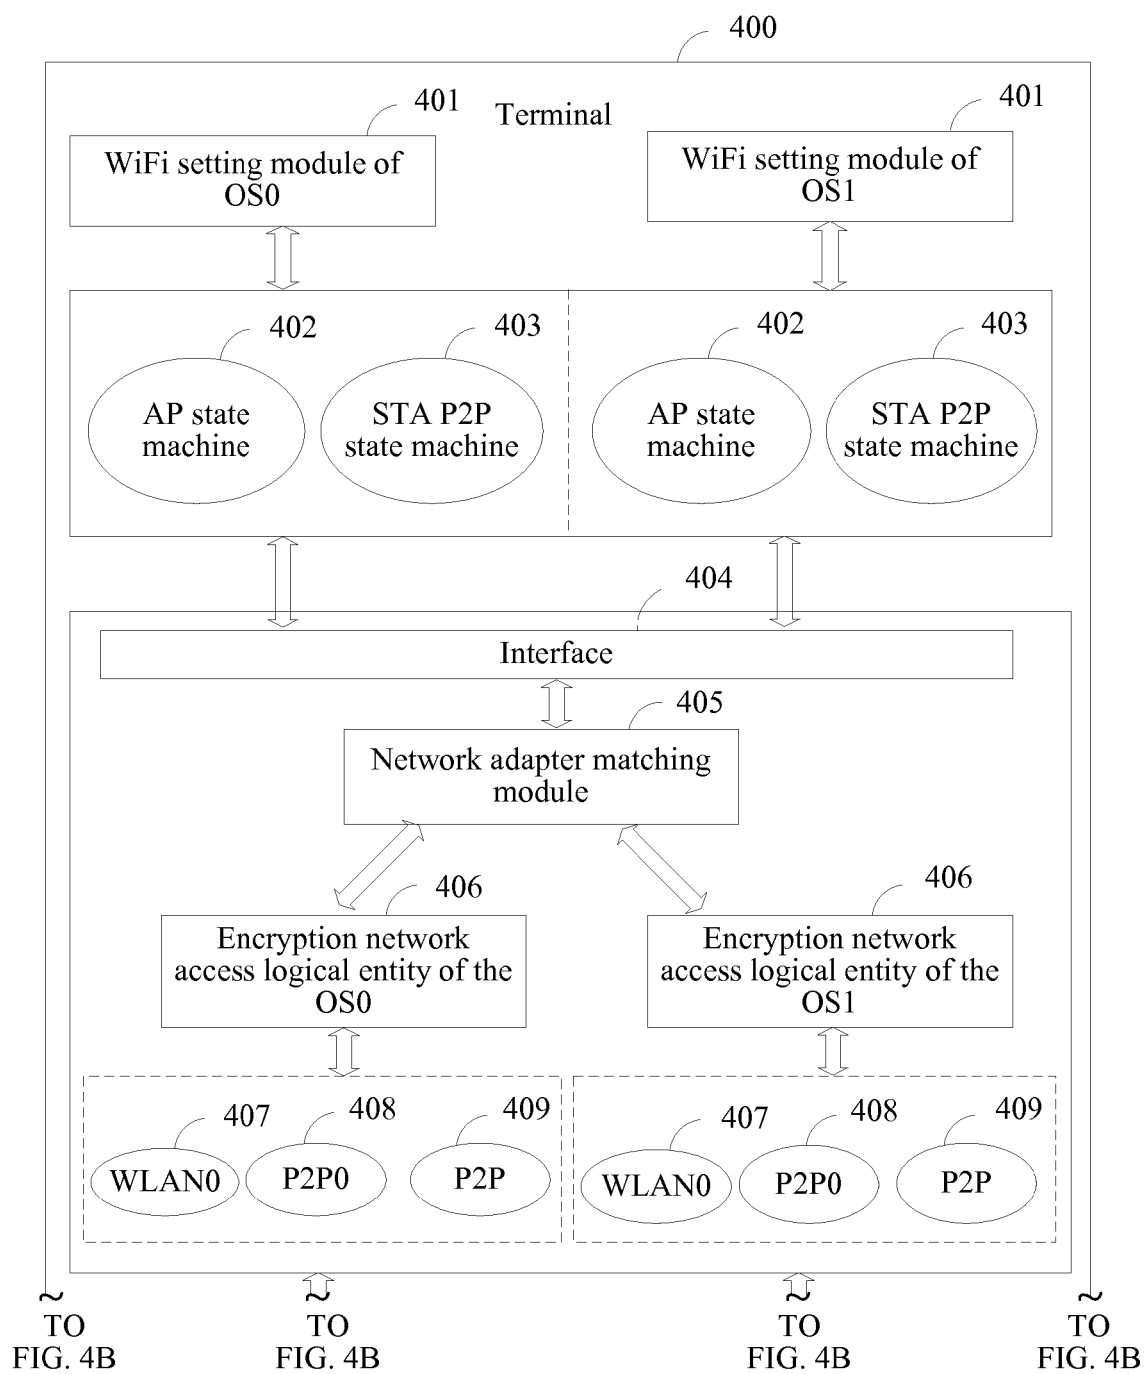 400
Terminal
401
401
WiFi setting module of
OS0
WiFi setting module of
OS1
402
403
402
403
AP state
machine
STA P2P
state machine
AP state
machine
STA P2P
state machine
404
Interface
405
Network adapter matching
module
406
406
Encryption network
access logical entity of the
OS0
Encryption network
access logical entity of the
OS1
407
408
409
407
408
409
WLAN0
P2P0
P2P
WLAN0
P2P0
P2P
TO
FIG. 4B
TO
FIG. 4B
TO
FIG. 4B
TO
FIG. 4B